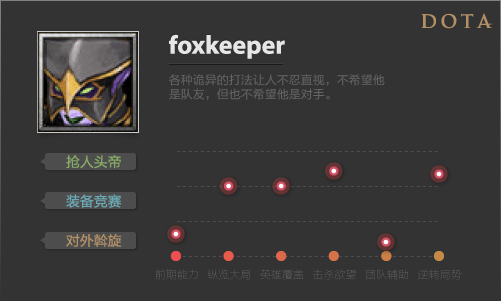 DOTA
foxkeeper
各种诡异的打法让人不忍直视，不希望他
是队友，但也不希望他是对手。
抢人头帝
装备竞赛
对外斡旋
前期能力 纵览大局 英雄覆盖 击杀欲望 团队辅助 逆转局势